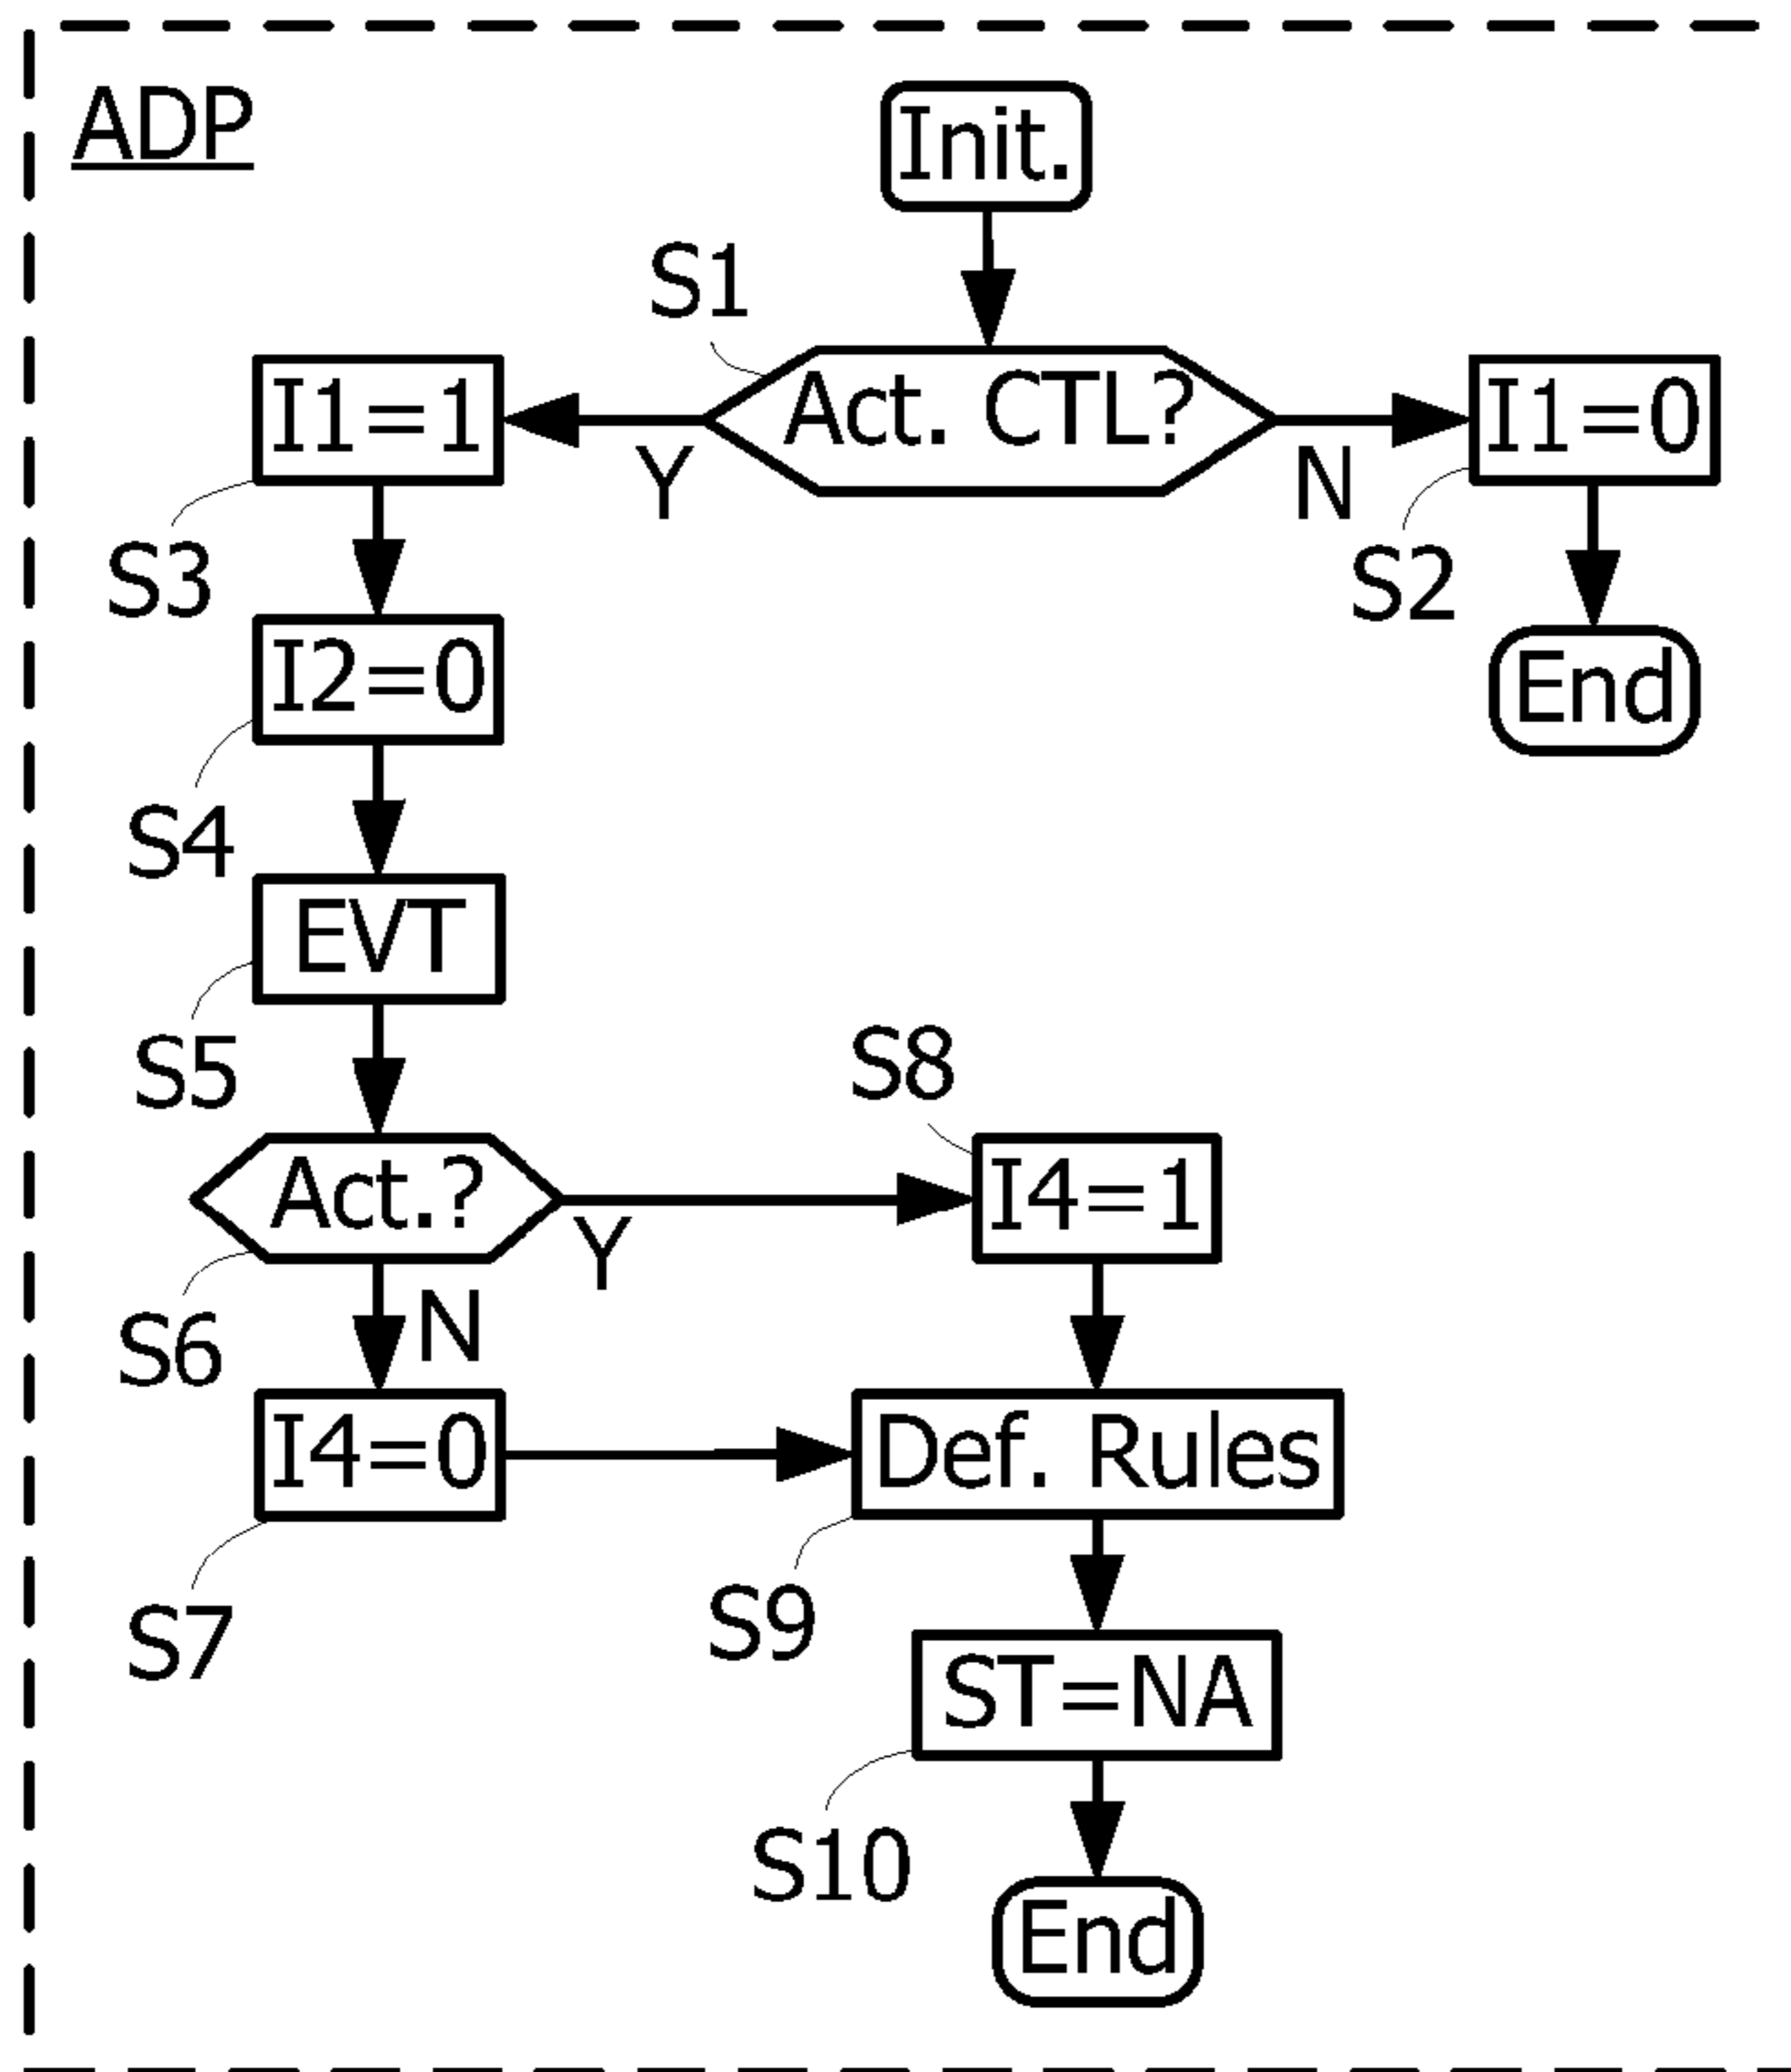 ADP
Init.
S1
I1=1
Act. CTL?
I1=0
Y
N
S3
S2
I2=0
End
S4
EVT
S5
S8
Act.?
I4=1
Y
N
S6
I4=0
Def. Rules
S7
S9
ST=NA
S10
End